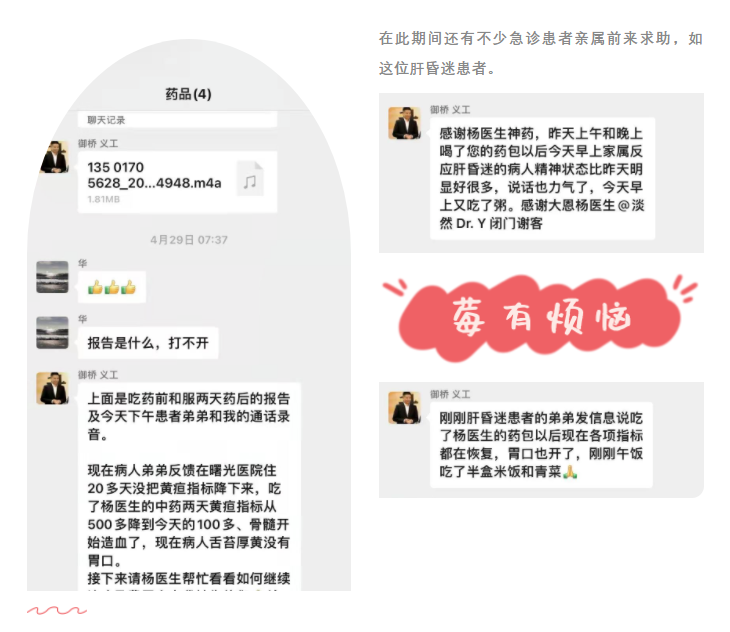 药品(4)
聊天记录
御桥 义工
135 0170
5628_20...4948.m4a
1.81MB
4月29日 07:37
华
👍👍👍
华
报告是什么，打不开
御桥 义工
上面是吃药前和服两天药后的报告
及今天下午患者弟弟和我的通话录
音。
现在病人弟弟反馈在曙光医院住
20多天没把黄疸指标降下来，吃
了杨医生的中药两天黄疸指标从
500多降到今天的100多、骨髓开
始造血了，现在病人舌苔厚黄没有
胃口。
接下来请杨医生帮忙看看如何继续
在此期间还有不少急诊患者亲属前来求助，如
这位肝昏迷患者。
御桥 义工
感谢杨医生神药，昨天上午和晚上
喝了您的药包以后今天早上家属反
应肝昏迷的病人精神状态比昨天明
显好很多，说话也力气了，今天早
上又吃了粥。感谢大恩杨医生@淡
然 Dr. Y 闭门谢客
莓有烦恼
御桥 义工
刚刚肝昏迷患者的弟弟发信息说吃
了杨医生的药包以后现在各项指标
都在恢复，胃口也开了，刚刚午饭
吃了半盒米饭和青菜🙏